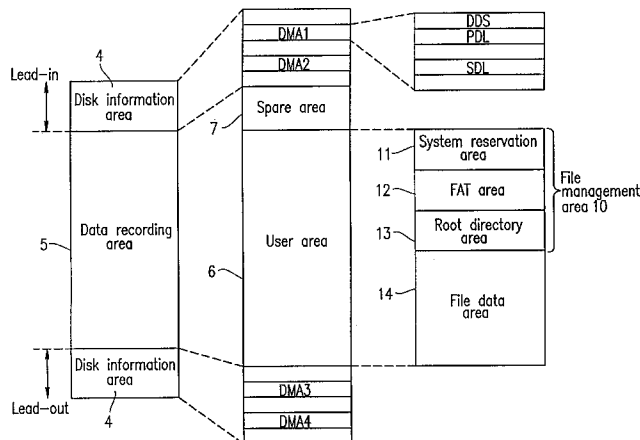 Lead-in
4
Disk information
area
Data recording
area
5
Disk information
area
Lead-out
4
DMA1
DMA2
Spare area
7
User area
6
DMA3
DMA4
DDS
PDL
SDL
11
System reservation
area
12
FAT area
13
Root directory
area
File
management
area 10
14
File data
area